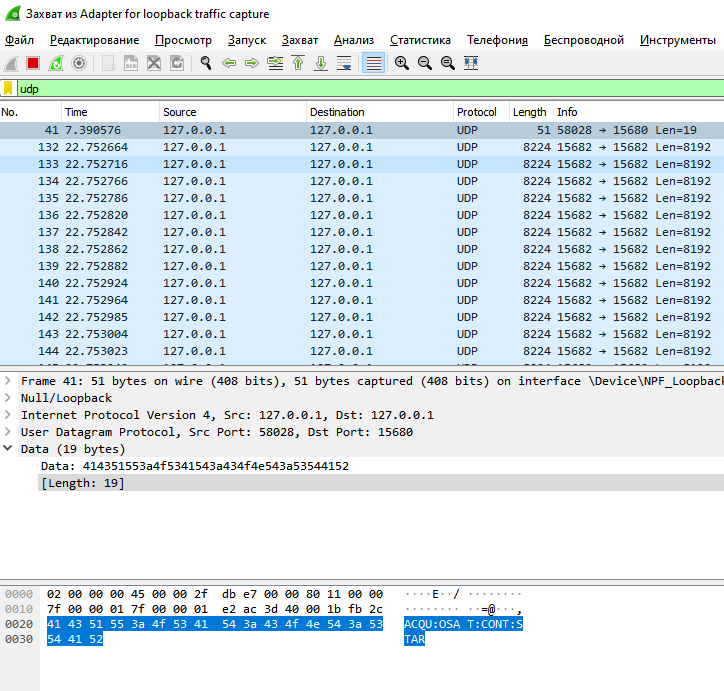 Захват из Adapter for loopback traffic capture
Файл Редактирование Просмотр Запуск Захват Анализ Статистика Телефония Беспроводной Инструменты
udp
No. Time Source Destination Protocol Length Info
41 7.390576 127.0.0.1 127.0.0.1 UDP 51 58028 → 15680 Len=19
132 22.752664 127.0.0.1 127.0.0.1 UDP 8224 15682 → 15682 Len=8192
133 22.752716 127.0.0.1 127.0.0.1 UDP 8224 15682 → 15682 Len=8192
134 22.752766 127.0.0.1 127.0.0.1 UDP 8224 15682 → 15682 Len=8192
135 22.752786 127.0.0.1 127.0.0.1 UDP 8224 15682 → 15682 Len=8192
136 22.752820 127.0.0.1 127.0.0.1 UDP 8224 15682 → 15682 Len=8192
137 22.752842 127.0.0.1 127.0.0.1 UDP 8224 15682 → 15682 Len=8192
138 22.752862 127.0.0.1 127.0.0.1 UDP 8224 15682 → 15682 Len=8192
139 22.752882 127.0.0.1 127.0.0.1 UDP 8224 15682 → 15682 Len=8192
140 22.752924 127.0.0.1 127.0.0.1 UDP 8224 15682 → 15682 Len=8192
141 22.752964 127.0.0.1 127.0.0.1 UDP 8224 15682 → 15682 Len=8192
142 22.752985 127.0.0.1 127.0.0.1 UDP 8224 15682 → 15682 Len=8192
143 22.753004 127.0.0.1 127.0.0.1 UDP 8224 15682 → 15682 Len=8192
144 22.753023 127.0.0.1 127.0.0.1 UDP 8224 15682 → 15682 Len=8192
Frame 41: 51 bytes on wire (408 bits), 51 bytes captured (408 bits) on interface \Device\NPF_Loopback
Null/Loopback
Internet Protocol Version 4, Src: 127.0.0.1, Dst: 127.0.0.1
User Datagram Protocol, Src Port: 58028, Dst Port: 15680
Data (19 bytes)
Data: 414351553a4f5341543a434f4e543a53544152
[Length: 19]
0000 02 00 00 00 45 00 00 2f db e7 00 00 80 11 00 00 ····E··/ ········
0010 7f 00 00 01 7f 00 00 01 e2 ac 3d 40 00 1b fb 2c ········ ··=@···,
0020 41 43 51 55 3a 4f 53 41 54 3a 43 4f 4e 54 3a 53 ACQU:OSA T:CONT:S
0030 54 41 52 TAR